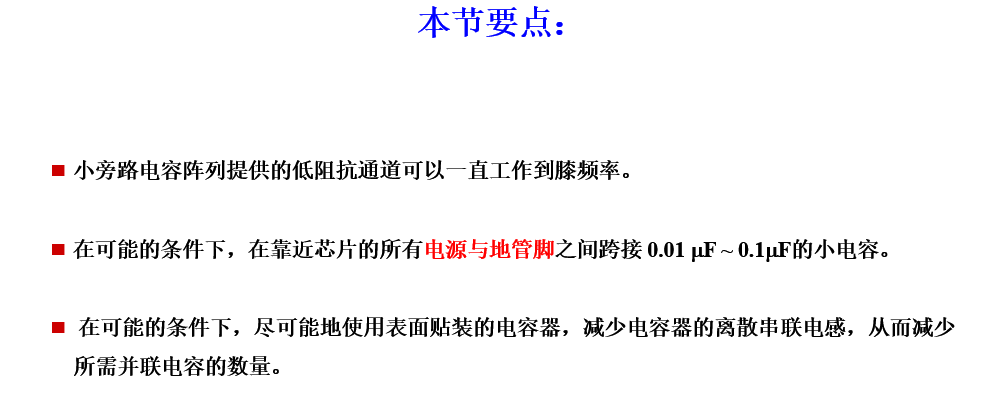 本节要点：
小旁路电容阵列提供的低阻抗通道可以一直工作到膝频率。
在可能的条件下，在靠近芯片的所有电源与地管脚之间跨接 0.01 μF ~ 0.1μF的小电容。
在可能的条件下，尽可能地使用表面贴装的电容器，减少电容器的离散串联电感，从而减少
所需并联电容的数量。